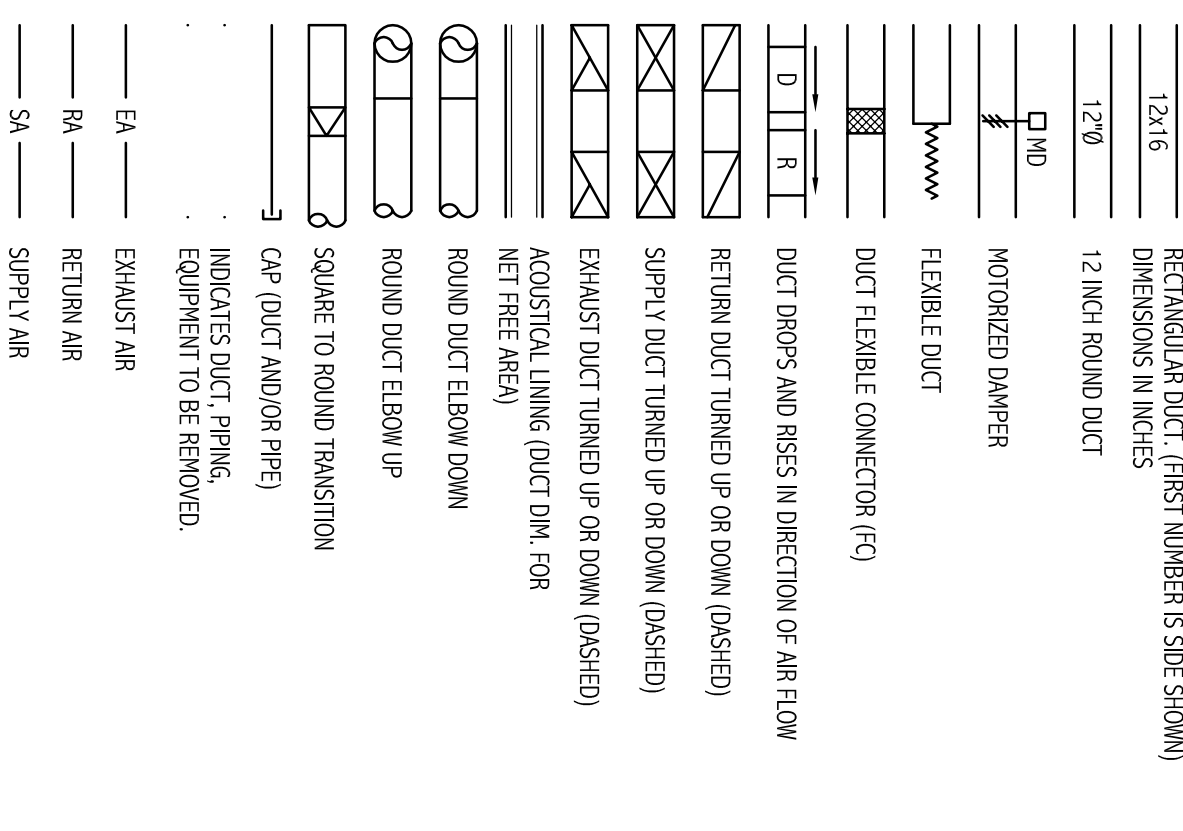 12x16
RECTANGULAR DUCT. (FIRST NUMBER IS SIDE SHOWN)
DIMENSIONS IN INCHES
12"Ø
12 INCH ROUND DUCT
MD
MOTORIZED DAMPER
FLEXIBLE DUCT
DUCT FLEXIBLE CONNECTOR (FC)
D R
DUCT DROPS AND RISES IN DIRECTION OF AIR FLOW
RETURN DUCT TURNED UP OR DOWN (DASHED)
SUPPLY DUCT TURNED UP OR DOWN (DASHED)
EXHAUST DUCT TURNED UP OR DOWN (DASHED)
ACOUSTICAL LINING (DUCT DIM. FOR
NET FREE AREA)
ROUND DUCT ELBOW DOWN
ROUND DUCT ELBOW UP
SQUARE TO ROUND TRANSITION
CAP (DUCT AND/OR PIPE)
INDICATES DUCT, PIPING,
EQUIPMENT TO BE REMOVED.
EA EXHAUST AIR
RA RETURN AIR
SA SUPPLY AIR